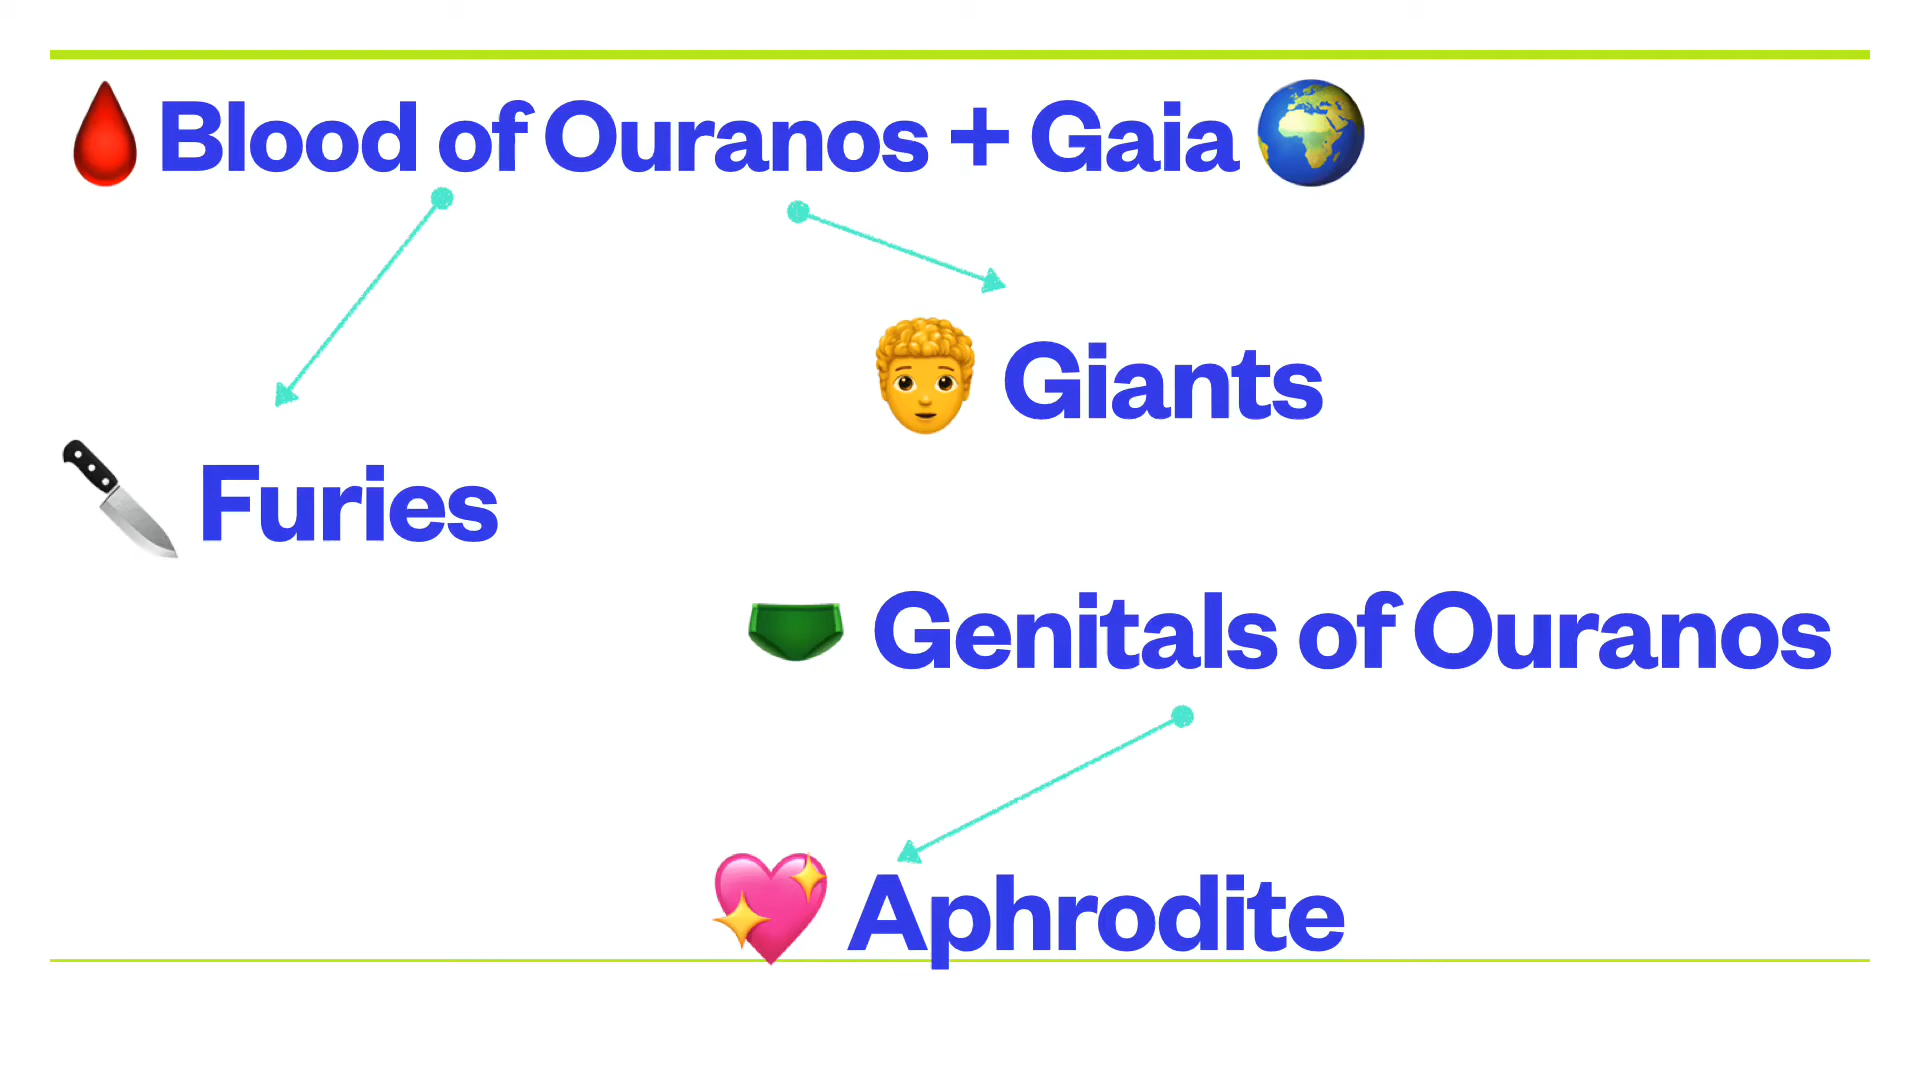 Blood of Ouranos + Gaia
Giants
Furies
Genitals of Ouranos
Aphrodite